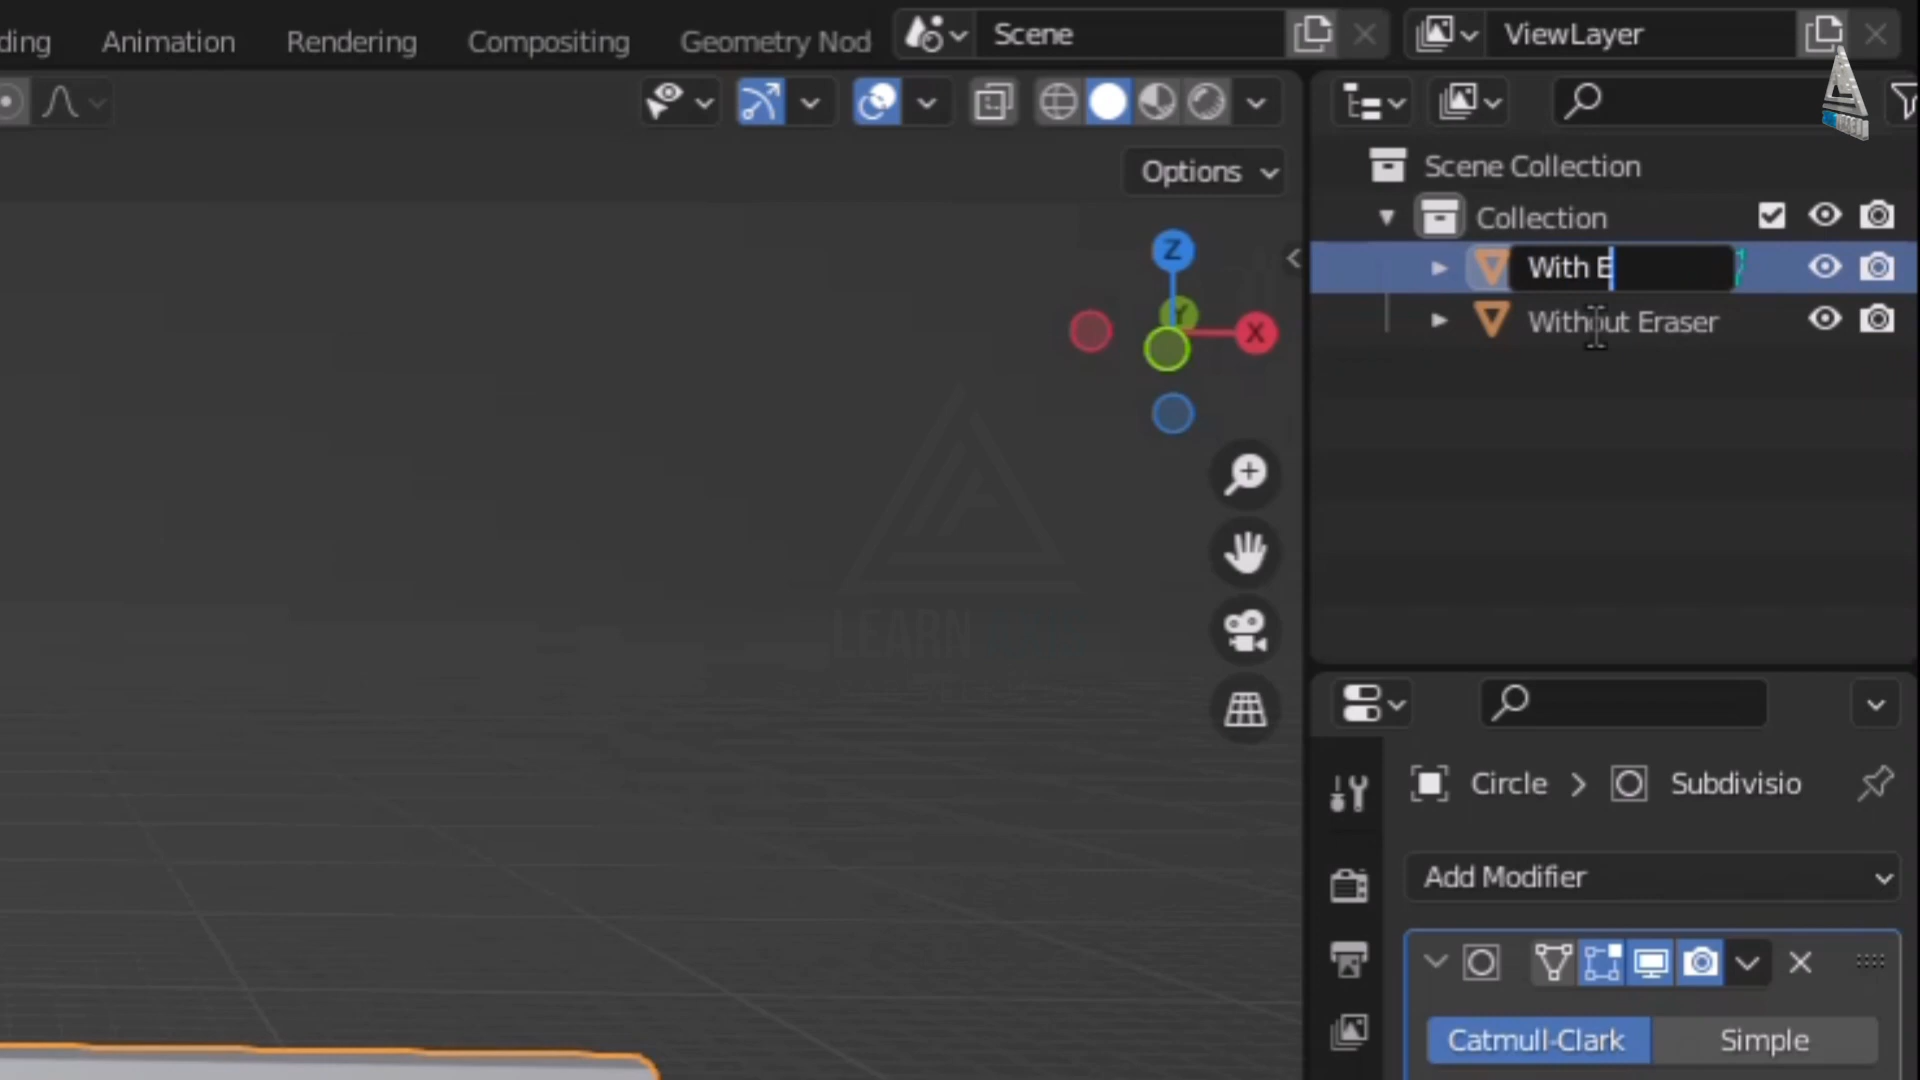 ding Animation Rendering Compositing Geometry Nod Scene ViewLayer
Options
Scene Collection
Collection
With E
Without Eraser
Z
Y
X
LEARN
Circle > Subdivisio
Add Modifier
Catmull-Clark Simple